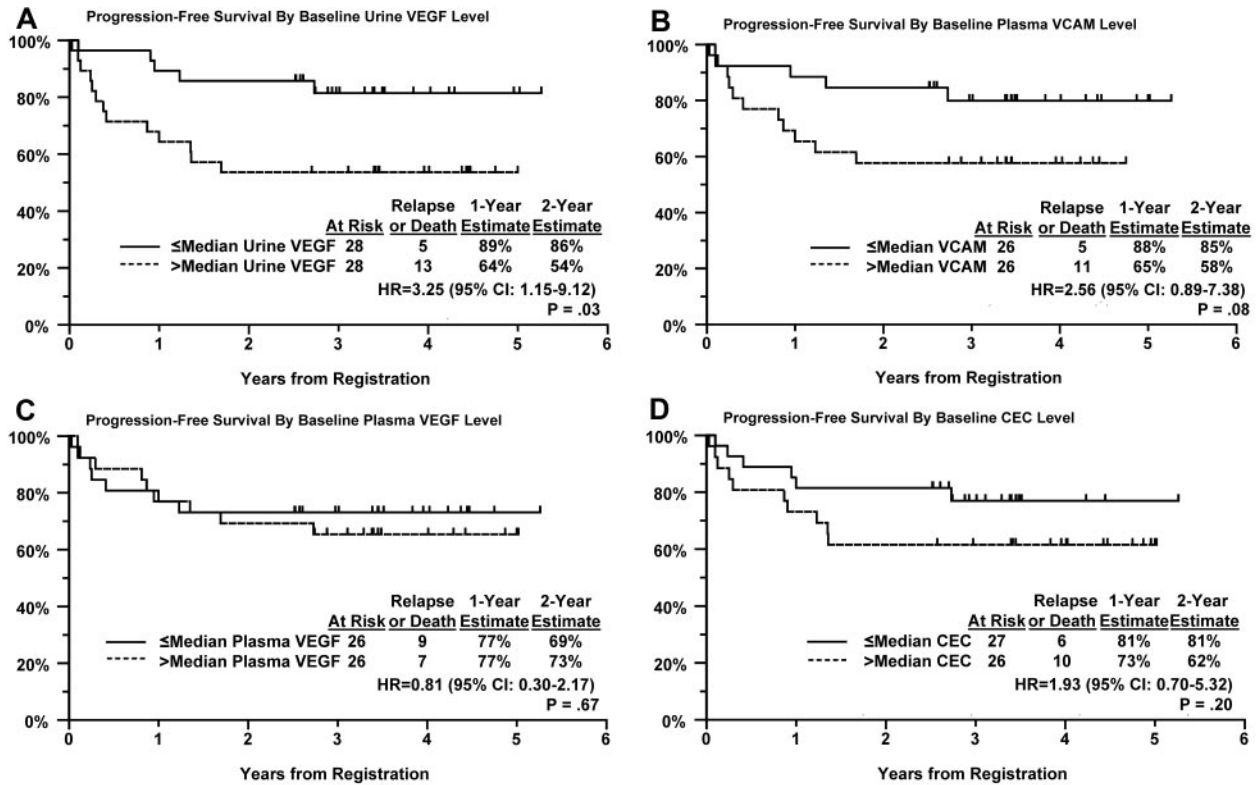 A
Progression-Free Survival By Baseline Urine VEGF Level
100%
80%
60%
40%
20%
0%
Relapse 1-Year 2-Year
At Risk or Death Estimate Estimate
≤Median Urine VEGF 28 5 89% 86%
>Median Urine VEGF 28 13 64% 54%
HR=3.25 (95% CI: 1.15-9.12)
P = .03
0 1 2 3 4 5 6
Years from Registration
B
Progression-Free Survival By Baseline Plasma VCAM Level
100%
80%
60%
40%
20%
0%
Relapse 1-Year 2-Year
At Risk or Death Estimate Estimate
≤Median VCAM 26 5 88% 85%
>Median VCAM 26 11 65% 58%
HR=2.56 (95% CI: 0.89-7.38)
P = .08
0 1 2 3 4 5 6
Years from Registration
C
Progression-Free Survival By Baseline Plasma VEGF Level
100%
80%
60%
40%
20%
0%
Relapse 1-Year 2-Year
At Risk or Death Estimate Estimate
≤Median Plasma VEGF 26 9 77% 69%
>Median Plasma VEGF 26 7 77% 73%
HR=0.81 (95% CI: 0.30-2.17)
P = .67
0 1 2 3 4 5 6
Years from Registration
D
Progression-Free Survival By Baseline CEC Level
100%
80%
60%
40%
20%
0%
Relapse 1-Year 2-Year
At Risk or Death Estimate Estimate
≤Median CEC 27 6 81% 81%
>Median CEC 26 10 73% 62%
HR=1.93 (95% CI: 0.70-5.32)
P = .20
0 1 2 3 4 5 6
Years from Registration